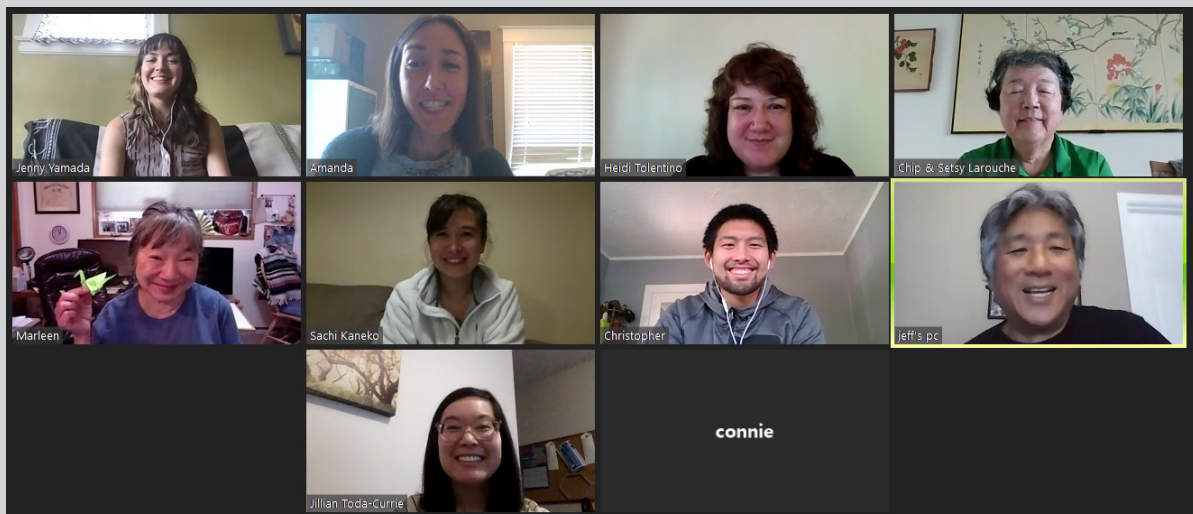 Jenny Yamada
Amanda
Heidi Tolentino
Chip & Setsy Larouche
Marleen
Sachi Kaneko
Christopher
jeff's pc
Jillian Toda-Currie
connie